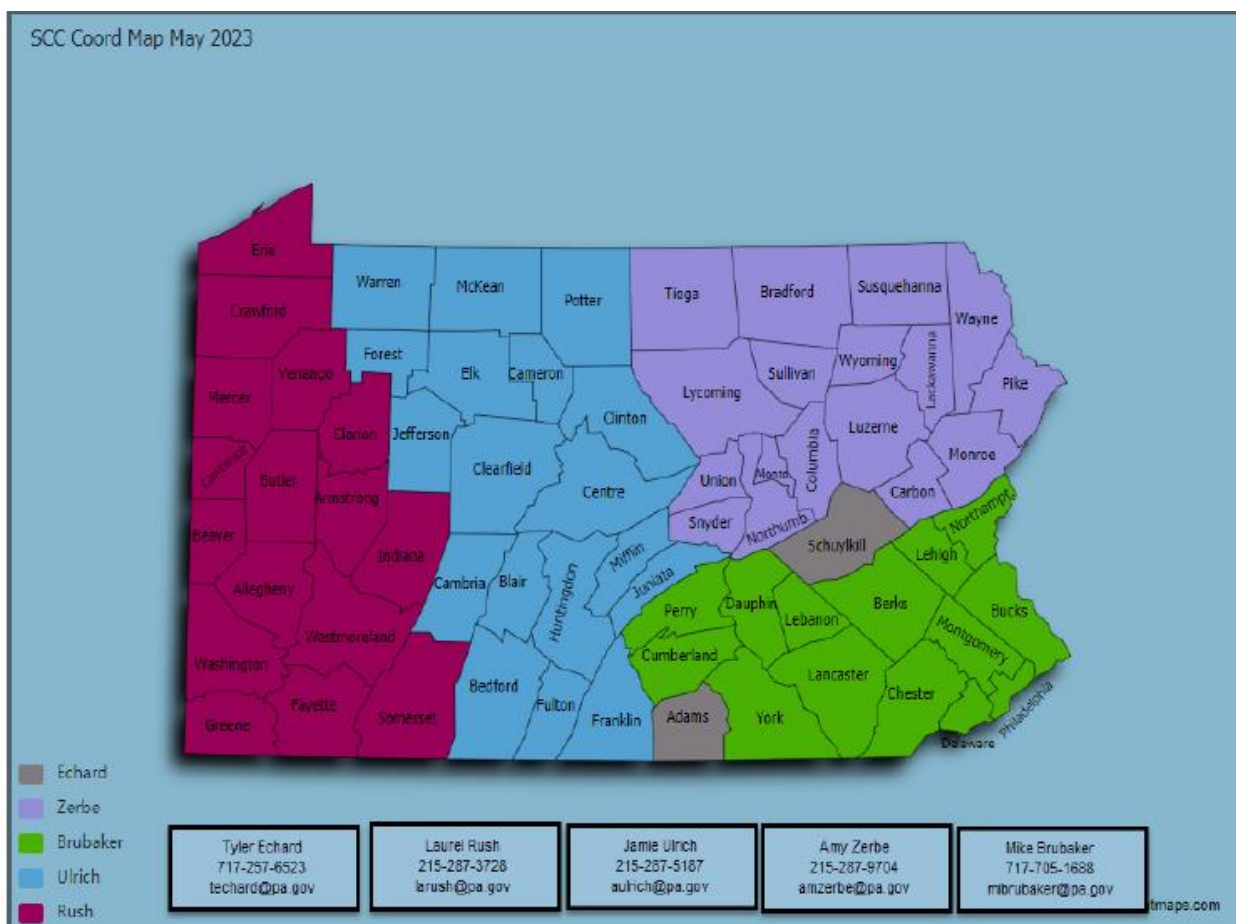 SCC Coord Map May 2023
Erie
Warren
McKean
Potter
Tioga
Bradford
Susquehanna
Wayne
Crawford
Forest
Elk
Cameron
Lycoming
Sullivan
Wyoming
Lackawanna
Pike
Venango
Mercer
Clinton
Clarion
Jefferson
Luzerne
Monroe
Columbia
Lawrence
Butler
Clearfield
Centre
Union
Monto.
Carbon
Armstrong
Northampt
Beaver
Snyder
Northumb
Schuylkill
Lehigh
Indiana
Mifflin
Allegheny
Cambria
Blair
Huntingdon
Juniata
Perry
Dauphin
Lebanon
Berks
Bucks
Westmoreland
Montgomery
Cumberland
Washington
Lancaster
Bedford
Chester
Fayette
Somerset
Fulton
Franklin
Adams
York
Greene
Philadelphia
Delaware
Echard
Zerbe
Brubaker
Ulrich
Rush
Tyler Echard
717-257-6523
techard@pa.gov
Laurel Rush
215-287-3728
larush@pa.gov
Jamie Ulrich
215-287-5187
aulrich@pa.gov
Amy Zerbe
215-287-9704
amzerbe@pa.gov
Mike Brubaker
717-705-1688
mibrubaker@pa.gov
tmaps.com